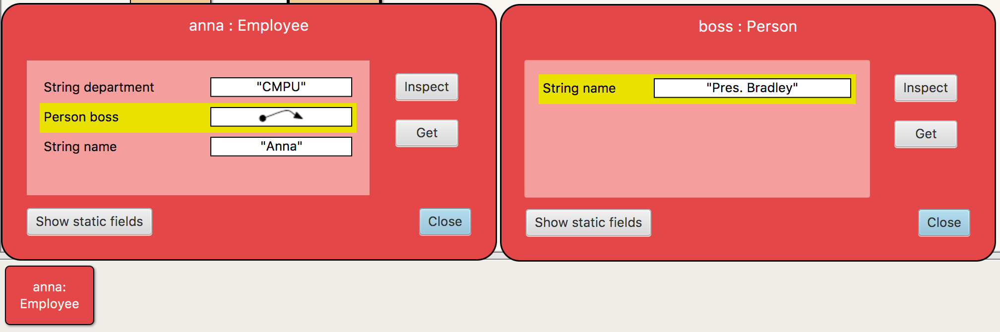 anna : Employee
String department "CMPU"
Person boss
String name "Anna"
Inspect
Get
Show static fields
Close
boss : Person
String name "Pres. Bradley"
Inspect
Get
Show static fields
Close
anna:
Employee